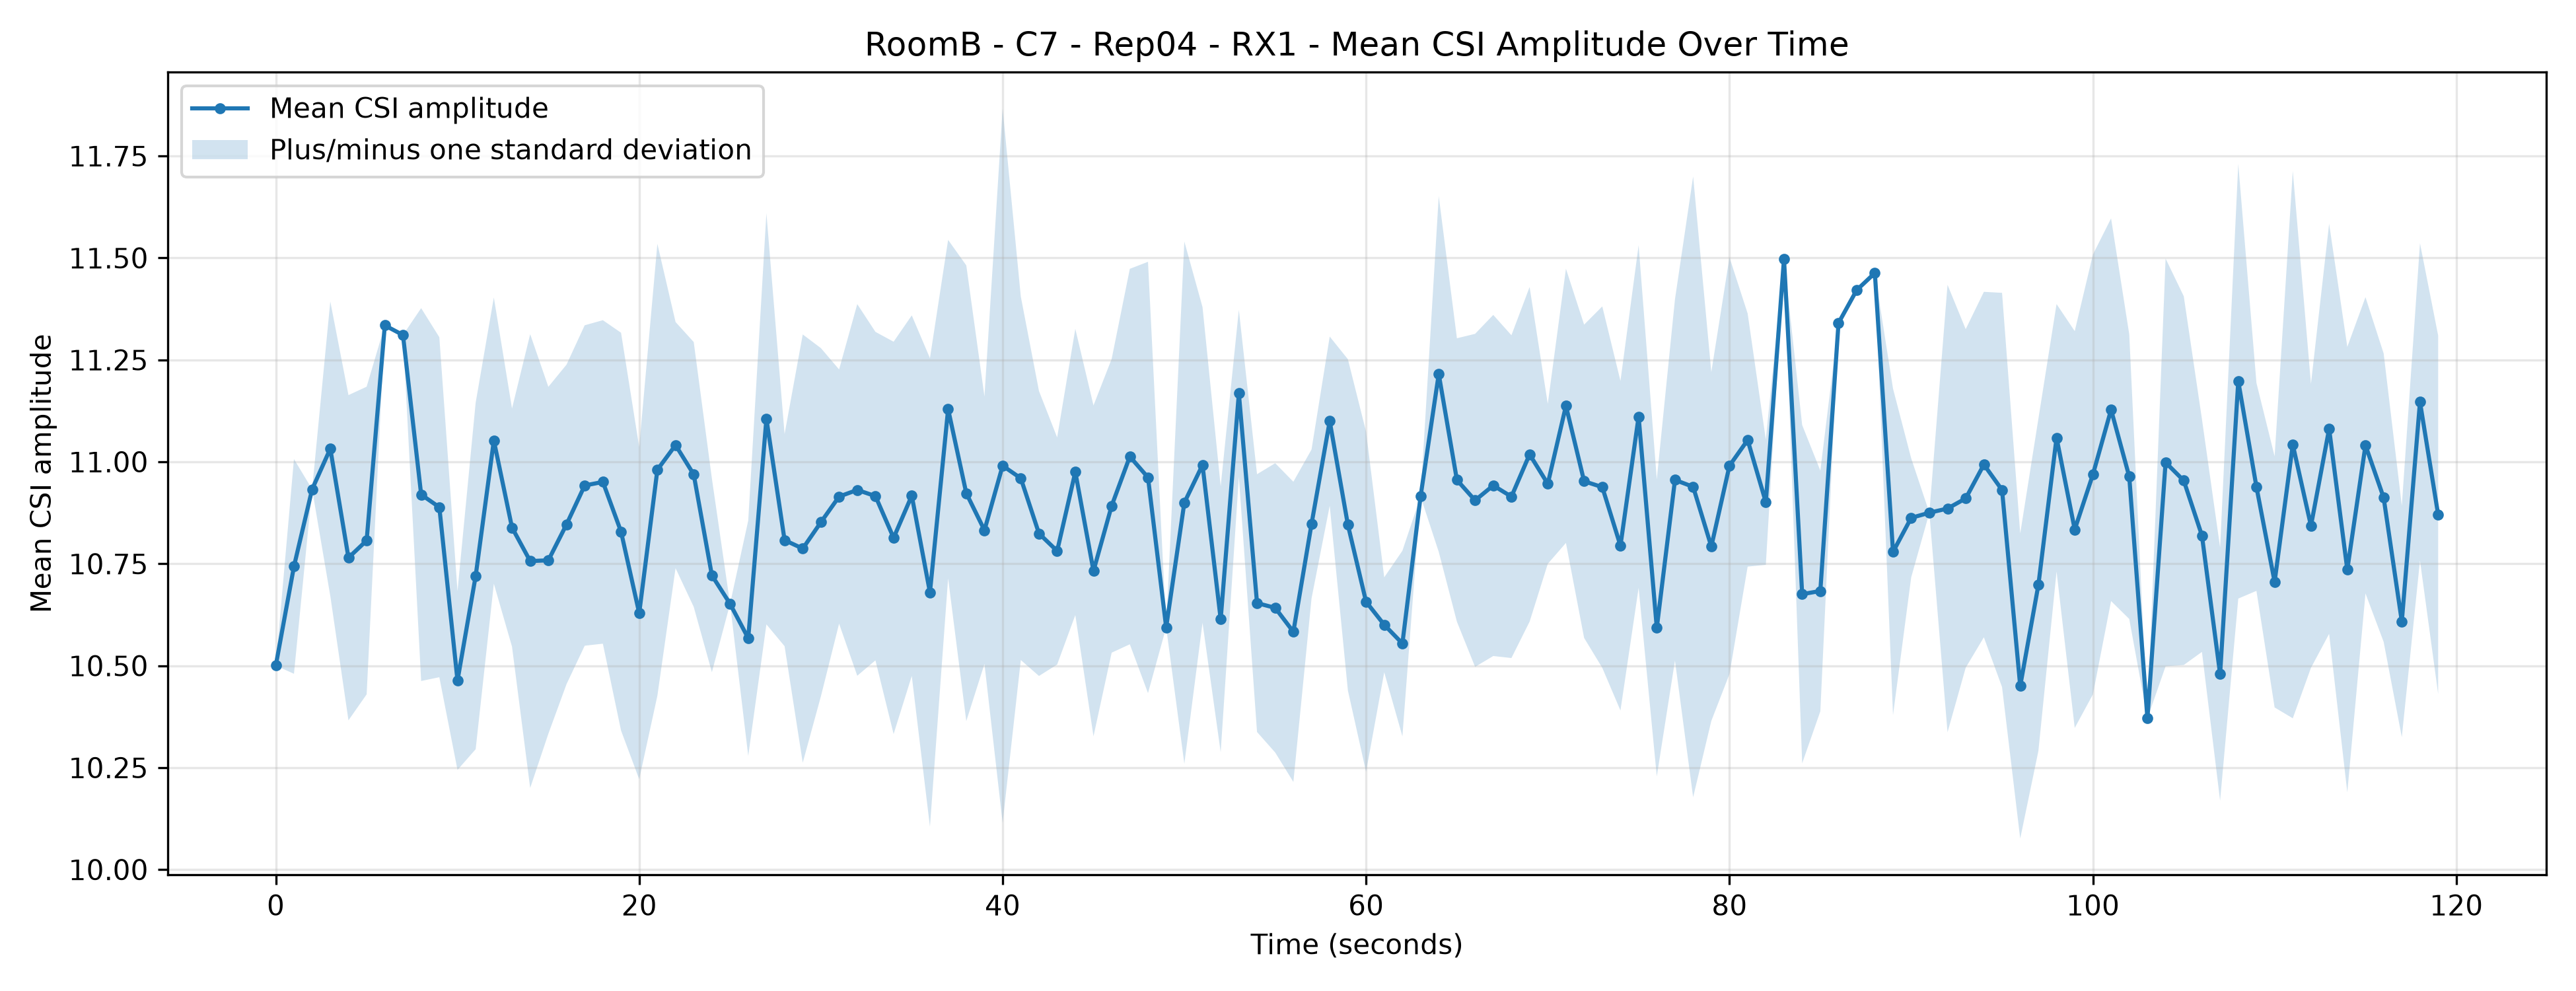 RoomB - C7 - Rep04 - RX1 - Mean CSI Amplitude Over Time
Mean CSI amplitude
Plus/minus one standard deviation
Mean CSI amplitude
11.75
11.50
11.25
11.00
10.75
10.50
10.25
10.00
0 20 40 60 80 100 120
Time (seconds)